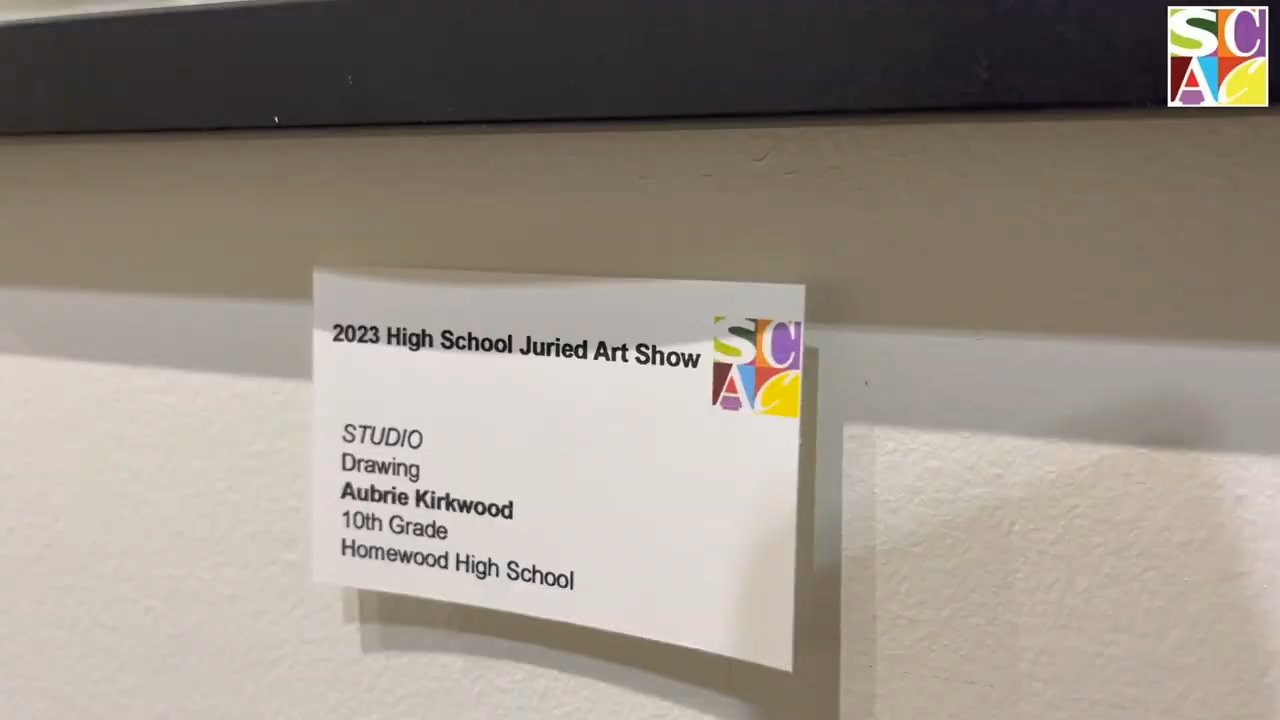 SC
AC
2023 High School Juried Art Show
SC
AC
STUDIO
Drawing
Aubrie Kirkwood
10th Grade
Homewood High School